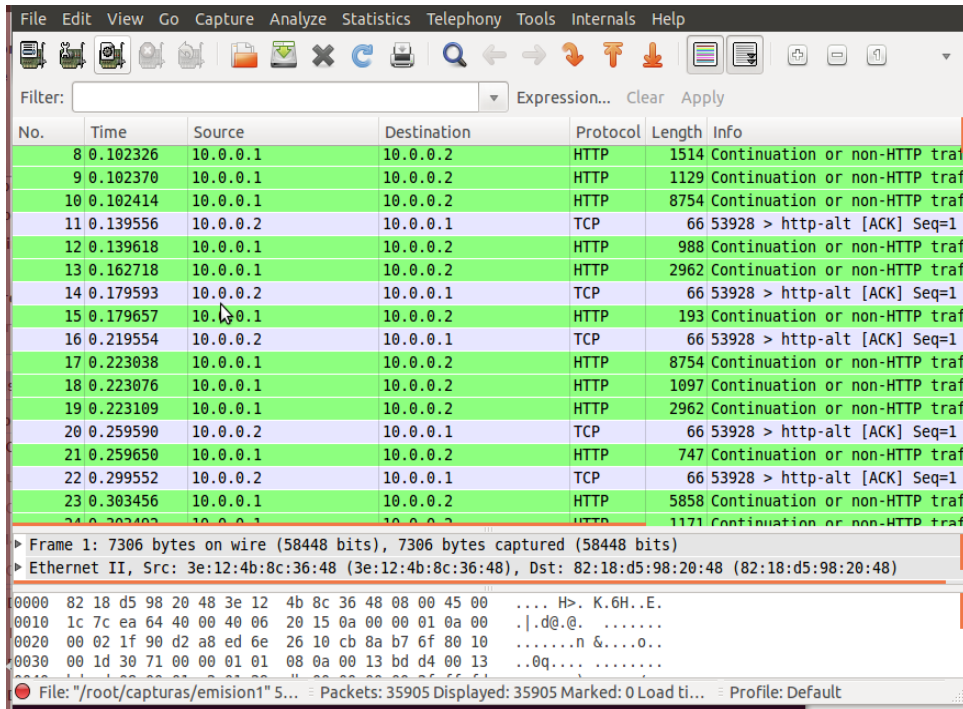 File Edit View Go Capture Analyze Statistics Telephony Tools Internals Help
Filter: Expression... Clear Apply
No. Time Source Destination Protocol Length Info
8 0.102326 10.0.0.1 10.0.0.2 HTTP 1514 Continuation or non-HTTP traf
9 0.102370 10.0.0.1 10.0.0.2 HTTP 1129 Continuation or non-HTTP traf
10 0.102414 10.0.0.1 10.0.0.2 HTTP 8754 Continuation or non-HTTP traf
11 0.139556 10.0.0.2 10.0.0.1 TCP 66 53928 > http-alt [ACK] Seq=1
12 0.139618 10.0.0.1 10.0.0.2 HTTP 988 Continuation or non-HTTP traf
13 0.162718 10.0.0.1 10.0.0.2 HTTP 2962 Continuation or non-HTTP traf
14 0.179593 10.0.0.2 10.0.0.1 TCP 66 53928 > http-alt [ACK] Seq=1
15 0.179657 10.0.0.1 10.0.0.2 HTTP 193 Continuation or non-HTTP traf
16 0.219554 10.0.0.2 10.0.0.1 TCP 66 53928 > http-alt [ACK] Seq=1
17 0.223038 10.0.0.1 10.0.0.2 HTTP 8754 Continuation or non-HTTP traf
18 0.223076 10.0.0.1 10.0.0.2 HTTP 1097 Continuation or non-HTTP traf
19 0.223109 10.0.0.1 10.0.0.2 HTTP 2962 Continuation or non-HTTP traf
20 0.259590 10.0.0.2 10.0.0.1 TCP 66 53928 > http-alt [ACK] Seq=1
21 0.259650 10.0.0.1 10.0.0.2 HTTP 747 Continuation or non-HTTP traf
22 0.299552 10.0.0.2 10.0.0.1 TCP 66 53928 > http-alt [ACK] Seq=1
23 0.303456 10.0.0.1 10.0.0.2 HTTP 5858 Continuation or non-HTTP traf
24 0.303492 10.0.0.1 10.0.0.2 HTTP 1171 Continuation or non-HTTP traf
Frame 1: 7306 bytes on wire (58448 bits), 7306 bytes captured (58448 bits)
Ethernet II, Src: 3e:12:4b:8c:36:48 (3e:12:4b:8c:36:48), Dst: 82:18:d5:98:20:48 (82:18:d5:98:20:48)
0000 82 18 d5 98 20 48 3e 12 4b 8c 36 48 08 00 45 00 .... H>. K.6H..E.
0010 1c 7c ea 64 40 00 40 06 20 15 0a 00 00 01 0a 00 .|.d@.@. .......
0020 00 02 1f 90 d2 a8 ed 6e 26 10 cb 8a b7 6f 80 10 .......n &....o..
0030 00 1d 30 71 00 00 01 01 08 0a 00 13 bd d4 00 13 ..0q.... ........
File: "/root/capturas/emision1" 5... Packets: 35905 Displayed: 35905 Marked: 0 Load ti... Profile: Default